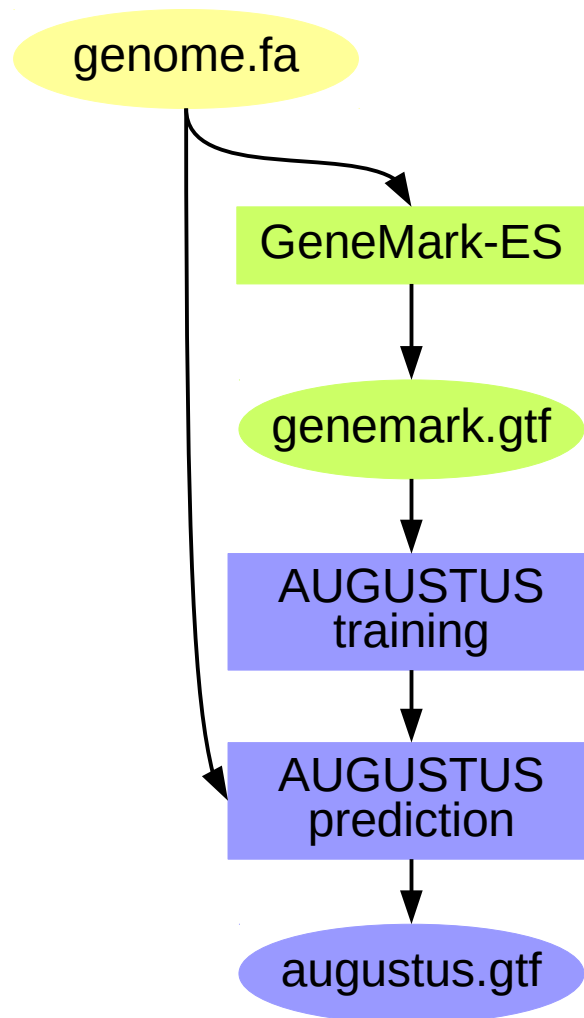 genome.fa
GeneMark-ES
genemark.gtf
AUGUSTUS
training
AUGUSTUS
prediction
augustus.gtf